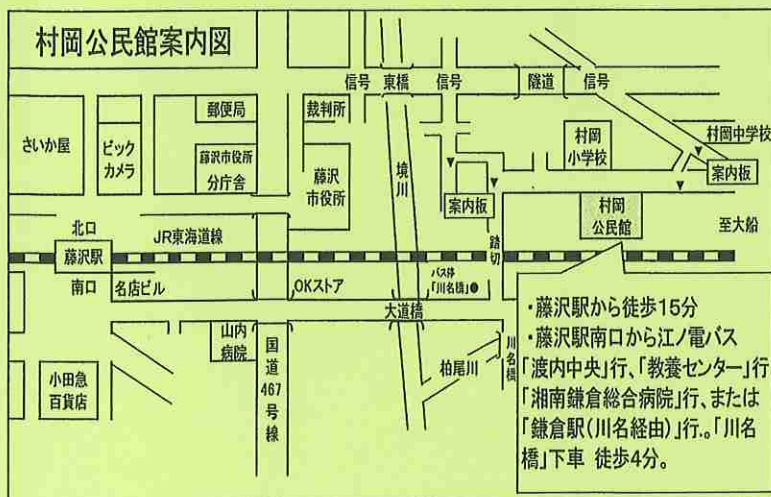 村岡公民館案内図
信号
東橋
信号
隧道
信号
さいか屋
ビック
カメラ
郵便局
裁判所
藤沢市役所
分庁舎
藤沢
市役所
境川
村岡
小学校
村岡中学校
案内板
案内板
村岡
公民館
至大船
北口
JR東海道線
藤沢駅
踏切
南口
名店ビル
OKストア
バス停
「川名橋」●
大道橋
山内
病院
国道467号線
柏尾川
川名橋
小田急
百貨店
・藤沢駅から徒歩15分
・藤沢駅南口から江ノ電バス
「渡内中央」行、「教養センター」行
「湘南鎌倉総合病院」行、または
「鎌倉駅(川名経由)」行。。「川名
橋」下車 徒歩4分。